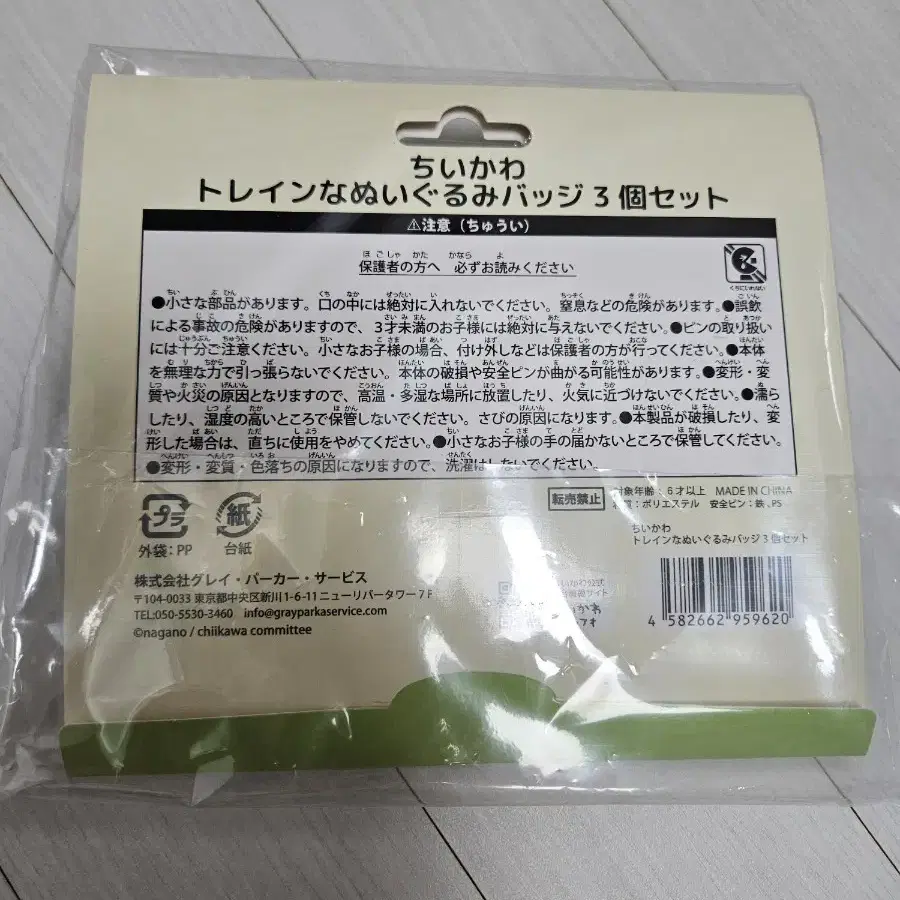 ちいかわ
トレインなぬいぐるみバッジ3個セット
⚠注意（ちゅうい）
保護者の方へ 必ずお読みください
くちにいれない
●小さな部品があります。口の中には絶対に入れないでください。窒息などの危険があります。●誤飲
による事故の危険がありますので、3才未満のお子様には絶対に与えないでください。●ピンの取り扱い
には十分ご注意ください。小さなお子様の場合、付け外しなどは保護者の方が行ってください。●本体
を無理な力で引っ張らないでください。本体の破損や安全ピンが曲がる可能性があります。●変形・変
質や火災の原因となりますので、高温・多湿な場所に放置したり、火気に近づけないでください。●濡ら
したり、湿度の高いところで保管しないでください。さびの原因になります。●本製品が破損したり、変
形した場合は、直ちに使用をやめてください。●小さなお子様の手の届かないところで保管してください。
●変形・変質・色落ちの原因になりますので、洗濯はしないでください。
プラ
外袋：PP
紙
台紙
転売禁止
対象年齢：6才以上 MADE IN CHINA
材質：ポリエステル 安全ピン：鉄、PS
ちいかわ
トレインなぬいぐるみバッジ3個セット
4 582662 959620
株式会社グレイ・パーカー・サービス
〒104-0033 東京都中央区新川1-6-11ニューリバータワー7F
TEL:050-5530-3460 info@grayparkaservice.com
©nagano / chiikawa committee